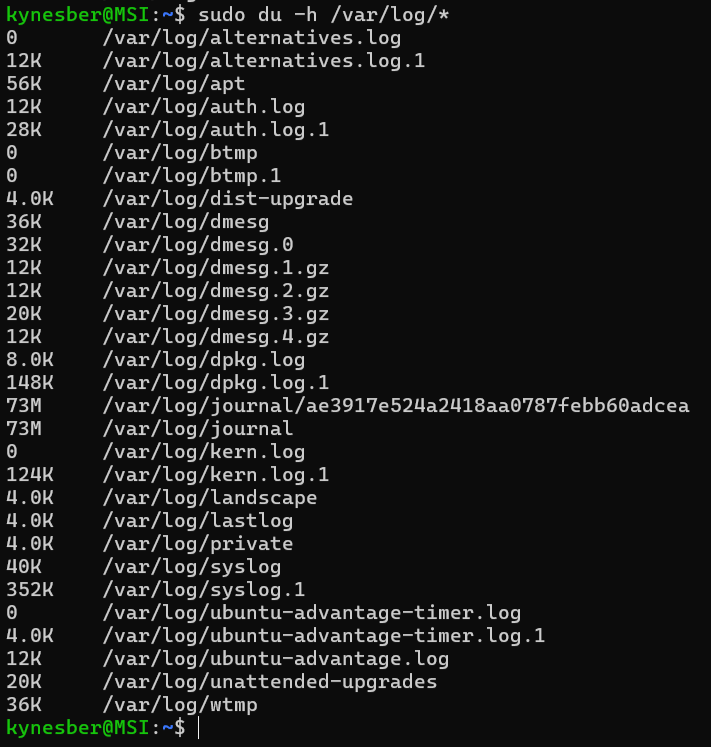 kynesber@MSI:~$ sudo du -h /var/log/*
0 /var/log/alternatives.log
12K /var/log/alternatives.log.1
56K /var/log/apt
12K /var/log/auth.log
28K /var/log/auth.log.1
0 /var/log/btmp
0 /var/log/btmp.1
4.0K /var/log/dist-upgrade
36K /var/log/dmesg
32K /var/log/dmesg.0
12K /var/log/dmesg.1.gz
12K /var/log/dmesg.2.gz
20K /var/log/dmesg.3.gz
12K /var/log/dmesg.4.gz
8.0K /var/log/dpkg.log
148K /var/log/dpkg.log.1
73M /var/log/journal/ae3917e524a2418aa0787febb60adcea
73M /var/log/journal
0 /var/log/kern.log
124K /var/log/kern.log.1
4.0K /var/log/landscape
4.0K /var/log/lastlog
4.0K /var/log/private
40K /var/log/syslog
352K /var/log/syslog.1
0 /var/log/ubuntu-advantage-timer.log
4.0K /var/log/ubuntu-advantage-timer.log.1
12K /var/log/ubuntu-advantage.log
20K /var/log/unattended-upgrades
36K /var/log/wtmp
kynesber@MSI:~$